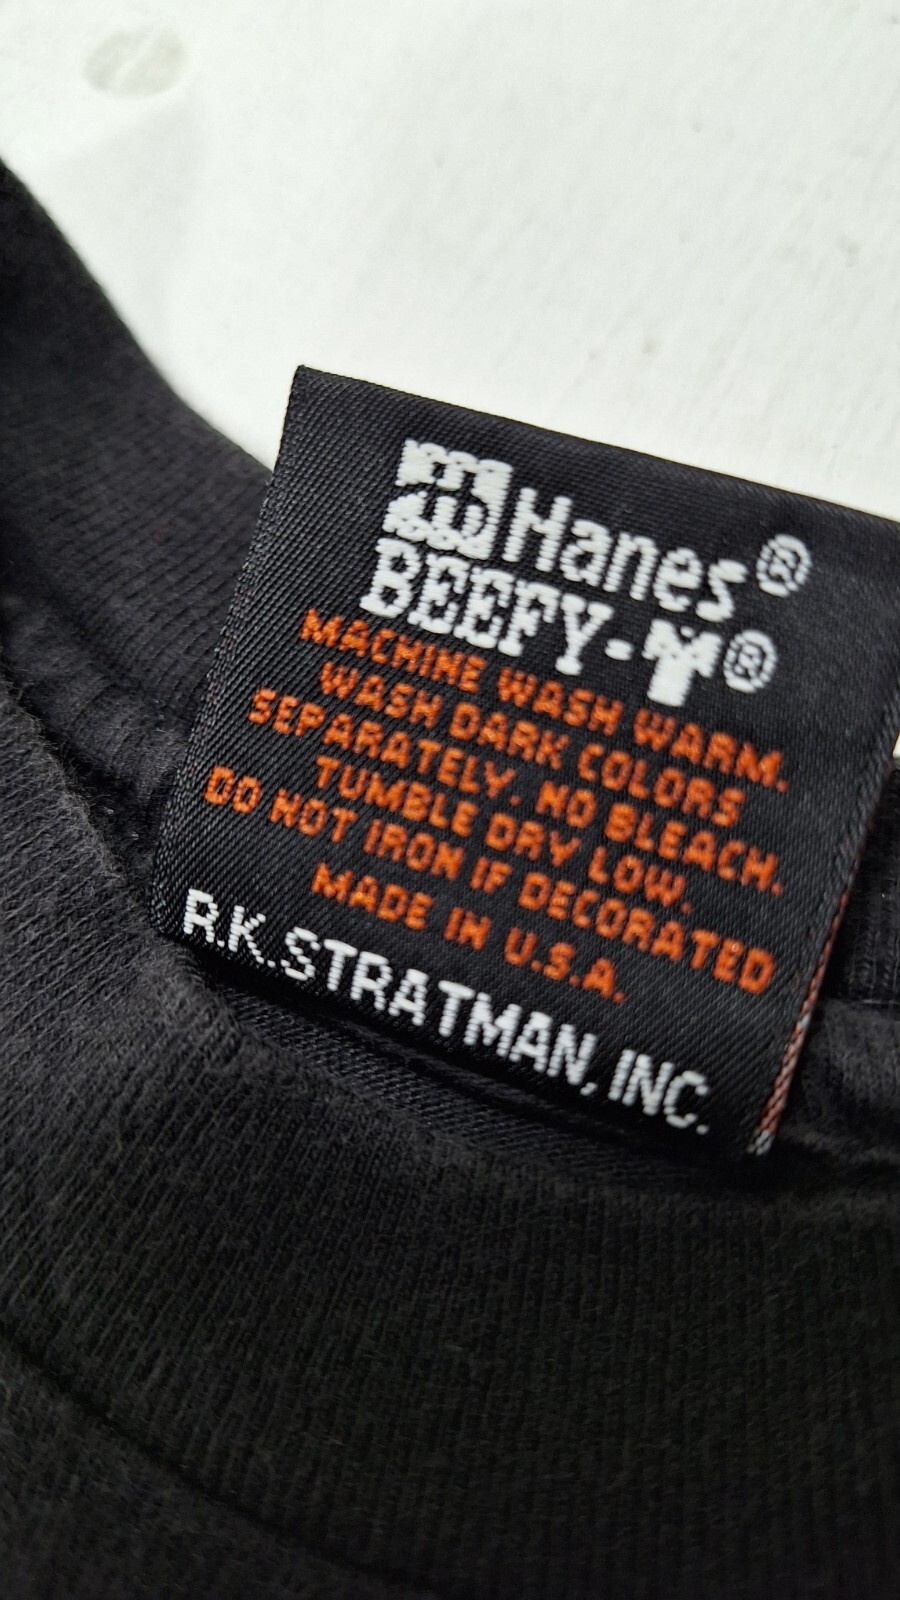 Hanes®
BEEFY-T®
MACHINE WASH WARM.
WASH DARK COLORS
SEPARATELY. NO BLEACH.
TUMBLE DRY LOW.
DO NOT IRON IF DECORATED
MADE IN U.S.A.
R.K.STRATMAN, INC.